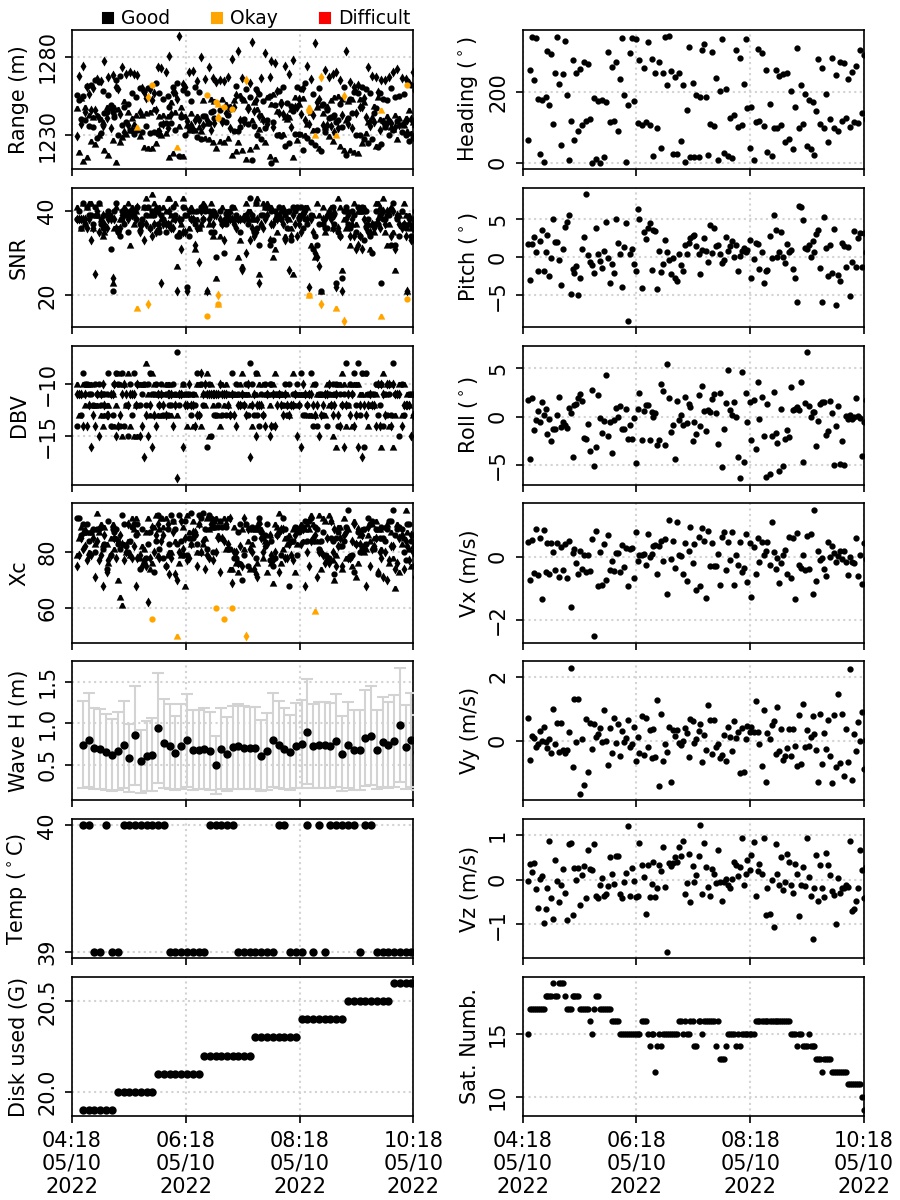 Good Okay Difficult
Range (m)
1280
1230
SNR
40
20
DBV
−10
−15
Xc
80
60
Wave H (m)
1.5
1.0
0.5
Temp (°C)
40
39
Disk used (G)
20.5
20.0
04:18 06:18 08:18 10:18
05/10 05/10 05/10 05/10
2022 2022 2022 2022
Heading (°)
200
0
Pitch (°)
5
0
−5
Roll (°)
5
0
−5
Vx (m/s)
0
−2
Vy (m/s)
2
0
Vz (m/s)
1
0
−1
Sat. Numb.
15
10
04:18 06:18 08:18 10:18
05/10 05/10 05/10 05/10
2022 2022 2022 2022